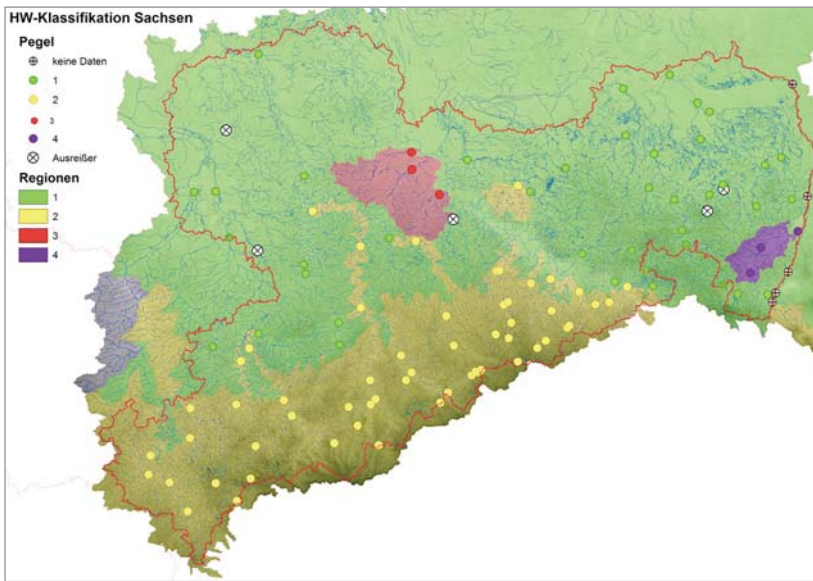 HW-Klassifikation Sachsen
Pegel
keine Daten
1
2
3
4
Ausreißer
Regionen
1
2
3
4